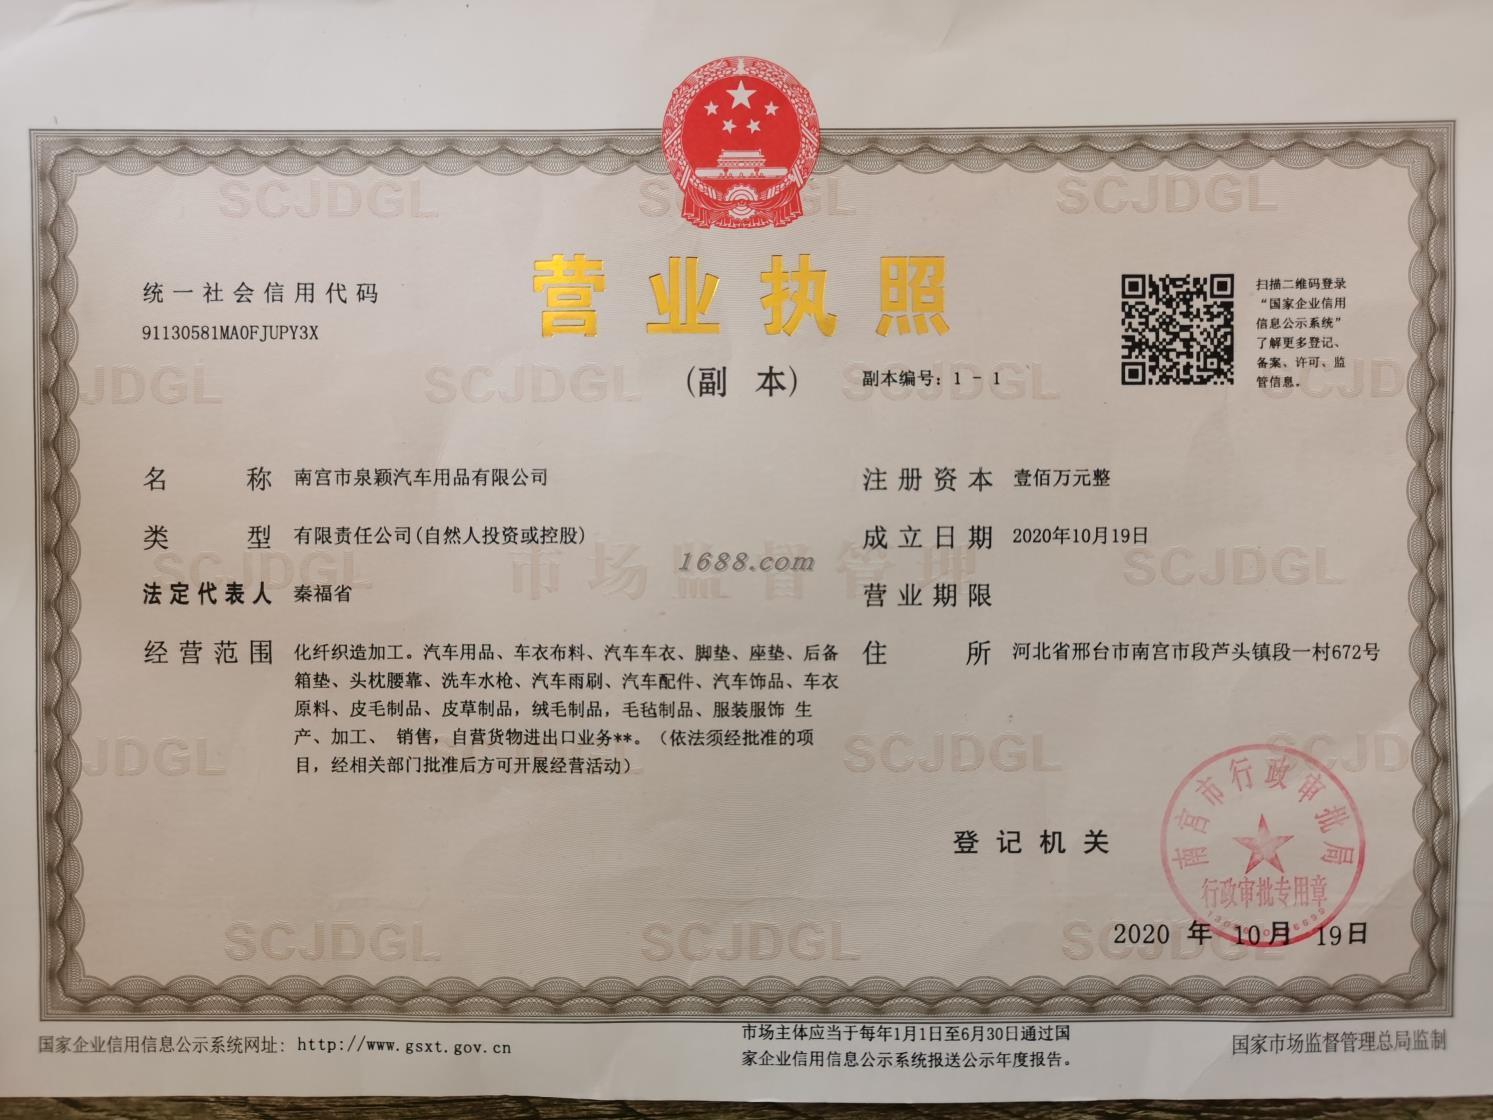 营业执照
(副 本)
副本编号：1 - 1
统一社会信用代码
91130581MA0FJUPY3X
扫描二维码登录
“国家企业信用
信息公示系统”
了解更多登记、
备案、许可、监
管信息。
名 称 南宫市泉颖汽车用品有限公司
类 型 有限责任公司(自然人投资或控股)
法定代表人 秦福省
经营范围 化纤织造加工。汽车用品、车衣布料、汽车车衣、脚垫、座垫、后备
箱垫、头枕腰靠、洗车水枪、汽车雨刷、汽车配件、汽车饰品、车衣
原料、皮毛制品、皮草制品，绒毛制品，毛毡制品、服装服饰 生
产、加工、 销售，自营货物进出口业务**。（依法须经批准的项
目，经相关部门批准后方可开展经营活动）
注册资本 壹佰万元整
成立日期 2020年10月19日
营业期限
住 所 河北省邢台市南宫市段芦头镇段一村672号
1688.com
市场监督管理
SCJDGL
登记机关
南宫市行政审批局
行政审批专用章
2020 年 10月 19日
国家企业信用信息公示系统网址：http://www.gsxt.gov.cn
市场主体应当于每年1月1日至6月30日通过国
家企业信用信息公示系统报送公示年度报告。
国家市场监督管理总局监制